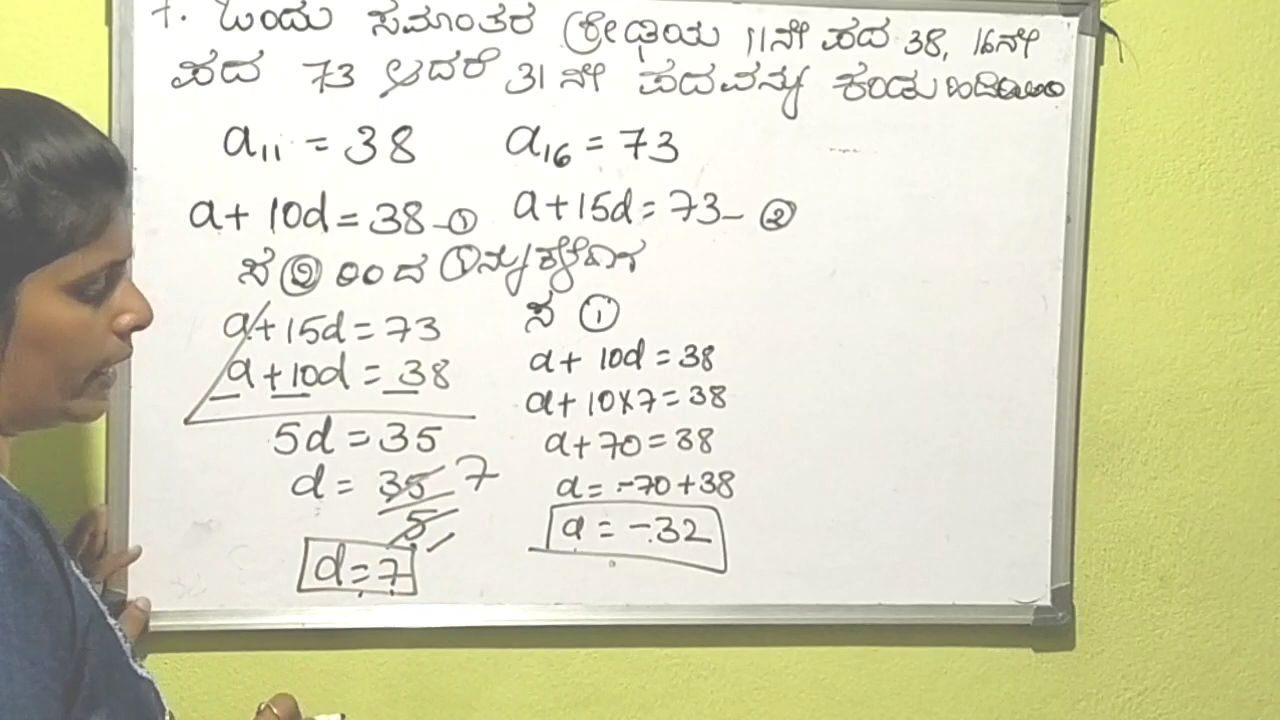 7. ಒಂದು ಸಮಾಂತರ ಶ್ರೇಢಿಯ 11ನೇ ಪದ 38, 16ನೇ
ಪದ 73 ಆದರೆ 31 ನೇ ಪದವನ್ನು ಕಂಡು
a₁₁ = 38 a₁₆ = 73
a + 10d = 38 - ① a + 15d = 73 - ②
ಸ ② ರಿಂದ ① ನ್ನು ಕಳೆದಾಗ
a + 15d = 73
a + 10d = 38
5d = 35
d = 35/5 7
d = 7
ಸ ①
a + 10d = 38
a + 10×7 = 38
a + 70 = 38
a = -70 + 38
a = -32